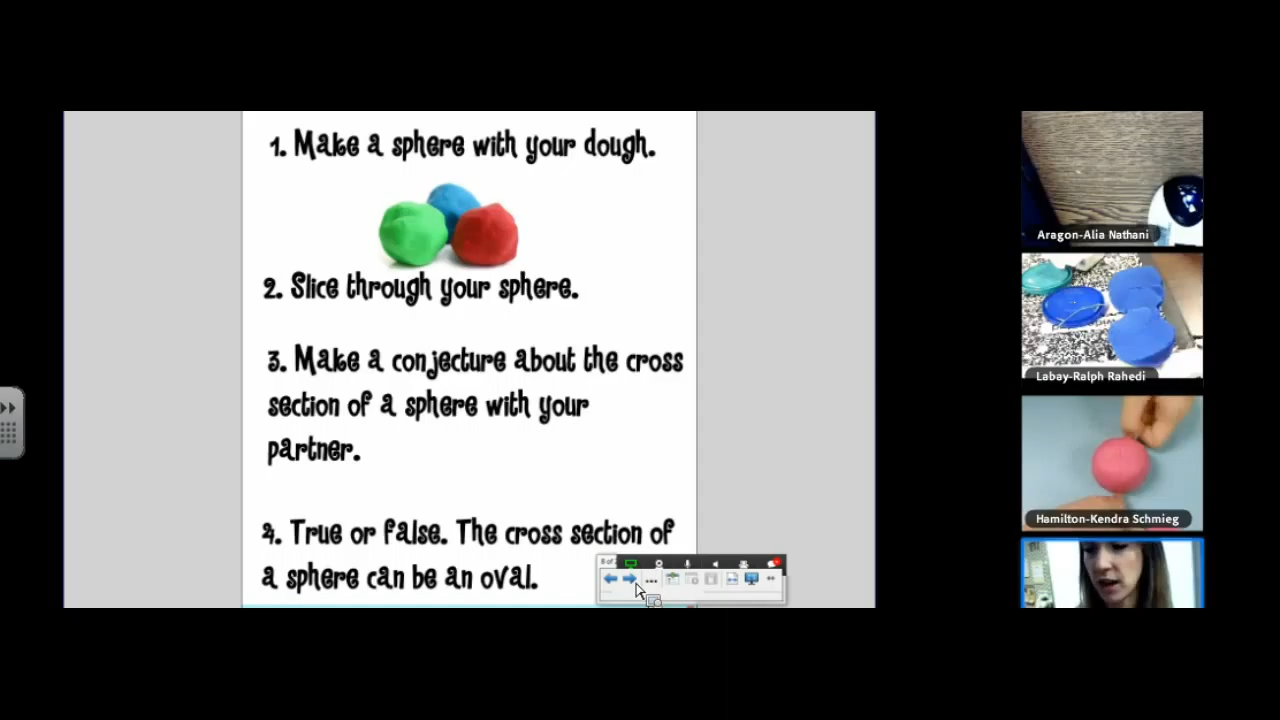 1. Make a sphere with your dough.
2. Slice through your sphere.
3. Make a conjecture about the cross
section of a sphere with your
partner.
4. True or False. The cross section of
a sphere can be an oval.
Aragon-Alia Nathani
Labay-Ralph Rahedi
Hamilton-Kendra Schmieg